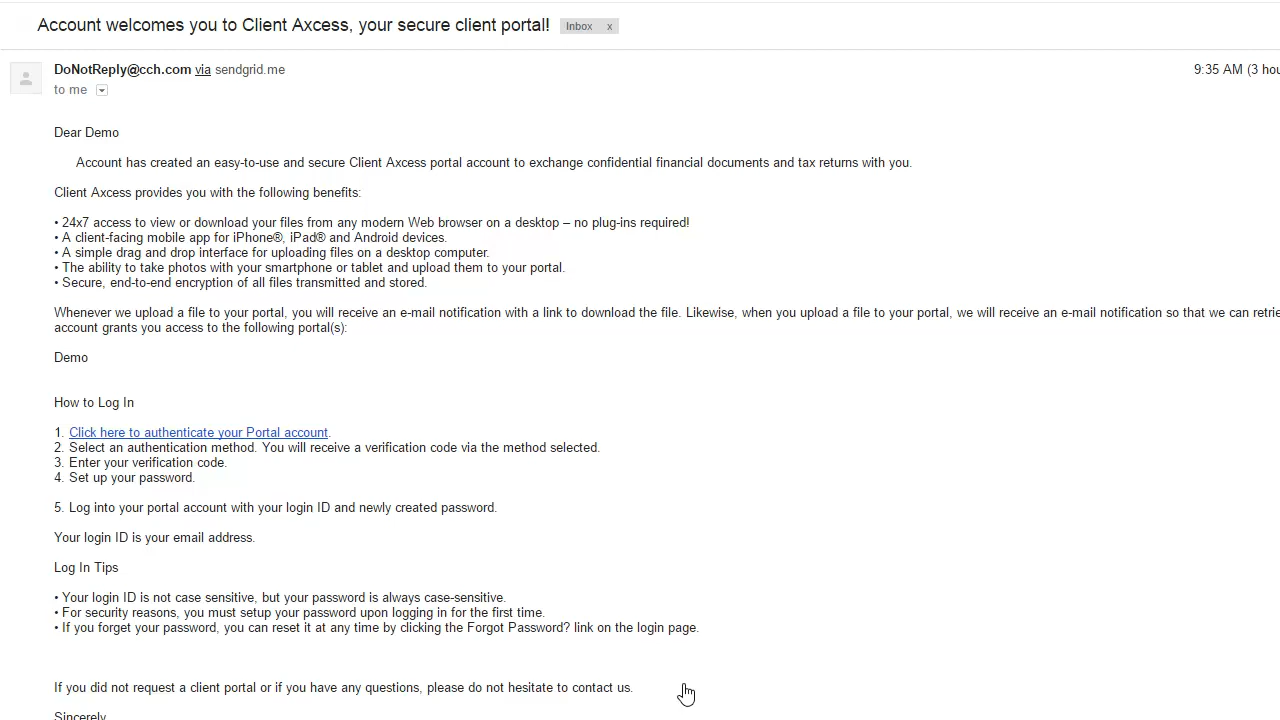 Account welcomes you to Client Axcess, your secure client portal! Inbox x
DoNotReply@cch.com via sendgrid.me 9:35 AM (3 hou
to me
Dear Demo
Account has created an easy-to-use and secure Client Axcess portal account to exchange confidential financial documents and tax returns with you.
Client Axcess provides you with the following benefits:
• 24x7 access to view or download your files from any modern Web browser on a desktop – no plug-ins required!
• A client-facing mobile app for iPhone®, iPad® and Android devices.
• A simple drag and drop interface for uploading files on a desktop computer.
• The ability to take photos with your smartphone or tablet and upload them to your portal.
• Secure, end-to-end encryption of all files transmitted and stored.
Whenever we upload a file to your portal, you will receive an e-mail notification with a link to download the file. Likewise, when you upload a file to your portal, we will receive an e-mail notification so that we can retrie
account grants you access to the following portal(s):
Demo
How to Log In
1. Click here to authenticate your Portal account.
2. Select an authentication method. You will receive a verification code via the method selected.
3. Enter your verification code.
4. Set up your password.
5. Log into your portal account with your login ID and newly created password.
Your login ID is your email address.
Log In Tips
• Your login ID is not case sensitive, but your password is always case-sensitive.
• For security reasons, you must setup your password upon logging in for the first time.
• If you forget your password, you can reset it at any time by clicking the Forgot Password? link on the login page.
If you did not request a client portal or if you have any questions, please do not hesitate to contact us.
Sincerely